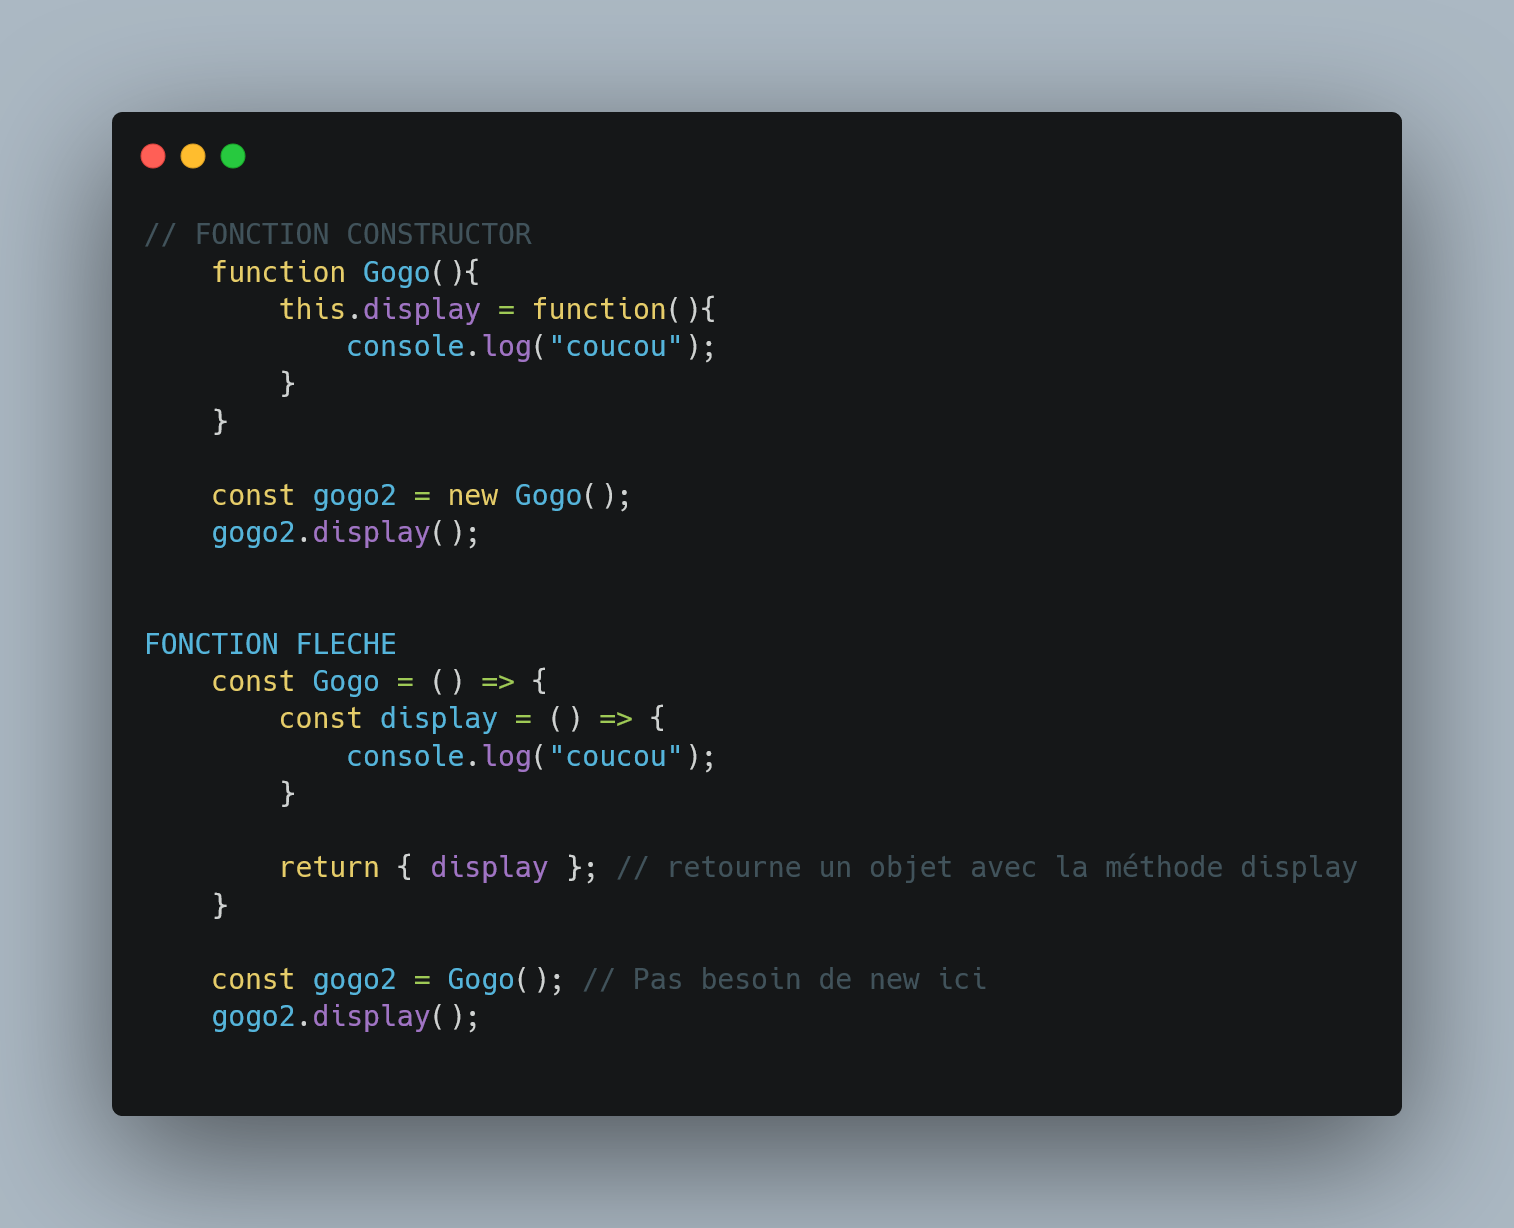 // FONCTION CONSTRUCTOR
    function Gogo(){
        this.display = function(){
            console.log("coucou");
        }
    }

    const gogo2 = new Gogo();
    gogo2.display();


FONCTION FLECHE
    const Gogo = () => {
        const display = () => {
            console.log("coucou");
        }

        return { display }; // retourne un objet avec la méthode display
    }

    const gogo2 = Gogo(); // Pas besoin de new ici
    gogo2.display();